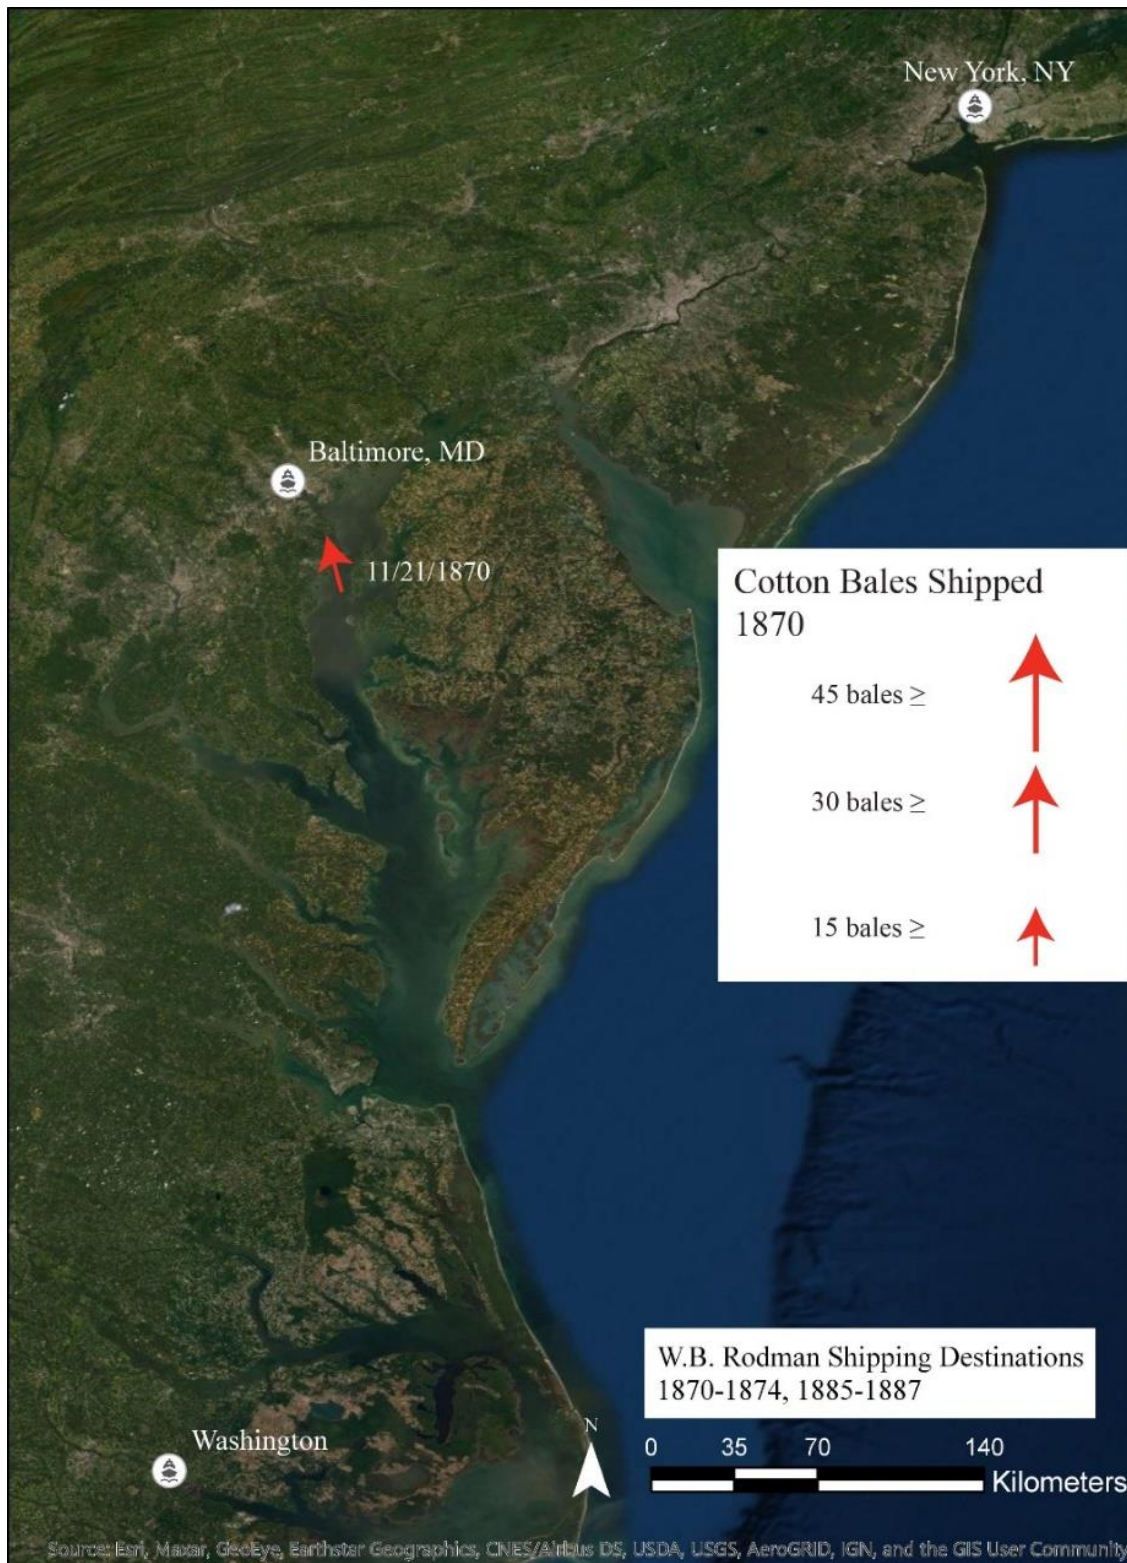 New York, NY
Baltimore, MD
11/21/1870
Cotton Bales Shipped
1870
45 bales ≥
30 bales ≥
15 bales ≥
W.B. Rodman Shipping Destinations
1870-1874, 1885-1887
Washington
N
0 35 70 140
Kilometers
Source: Esri, Maxar, GeoEye, Earthstar Geographics, CNES/Airbus DS, USDA, USGS, AeroGRID, IGN, and the GIS User Community